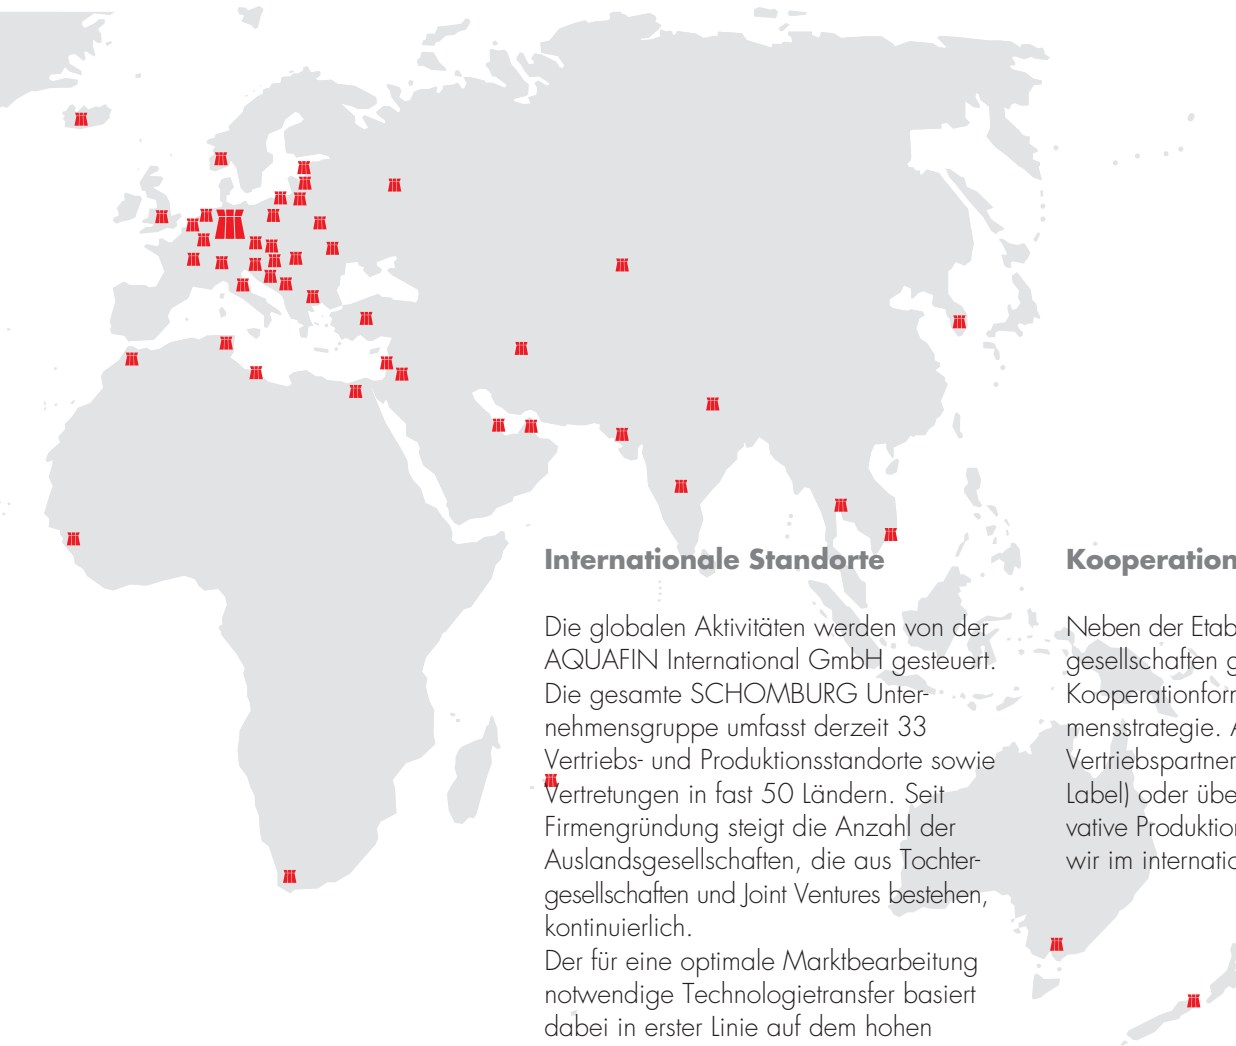 Internationale Standorte
Die globalen Aktivitäten werden von der
AQUAFIN International GmbH gesteuert.
Die gesamte SCHOMBURG Unter-
nehmensgruppe umfasst derzeit 33
Vertriebs- und Produktionsstandorte sowie
Vertretungen in fast 50 Ländern. Seit
Firmengründung steigt die Anzahl der
Auslandsgesellschaften, die aus Tochter-
gesellschaften und Joint Ventures bestehen,
kontinuierlich.
Der für eine optimale Marktbearbeitung
notwendige Technologietransfer basiert
dabei in erster Linie auf dem hohen
Kooperation
Neben der Etab
gesellschaften g
Kooperationforr
mensstrategie. A
Vertriebspartner
Label) oder übe
vative Produktior
wir im internatio